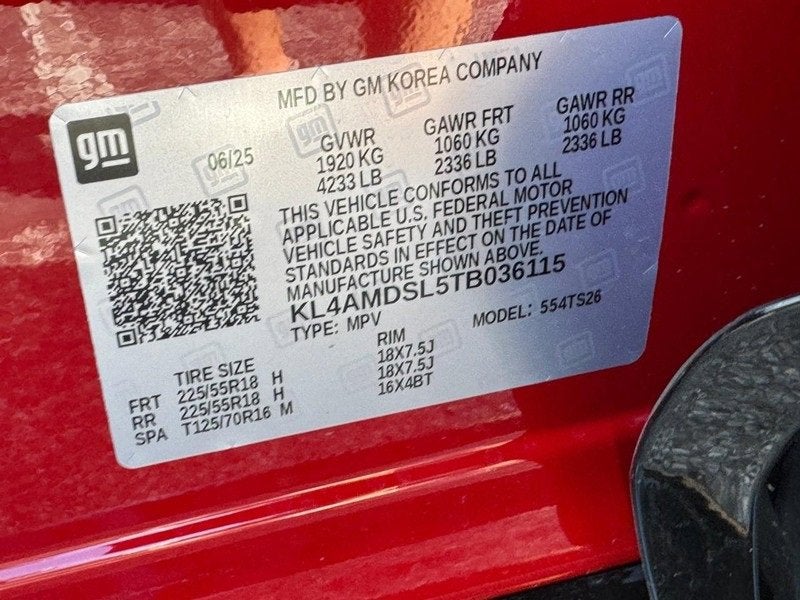 MFD BY GM KOREA COMPANY
gm
06/25
GVWR GAWR FRT GAWR RR
1920 KG 1060 KG 1060 KG
4233 LB 2336 LB 2336 LB
THIS VEHICLE CONFORMS TO ALL
APPLICABLE U.S. FEDERAL MOTOR
VEHICLE SAFETY AND THEFT PREVENTION
STANDARDS IN EFFECT ON THE DATE OF
MANUFACTURE SHOWN ABOVE.
KL4AMDSL5TB036115
TYPE: MPV MODEL: 554TS26
TIRE SIZE RIM
FRT 225/55R18 H 18X7.5J
RR 225/55R18 H 18X7.5J
SPA T125/70R16 M 16X4BT